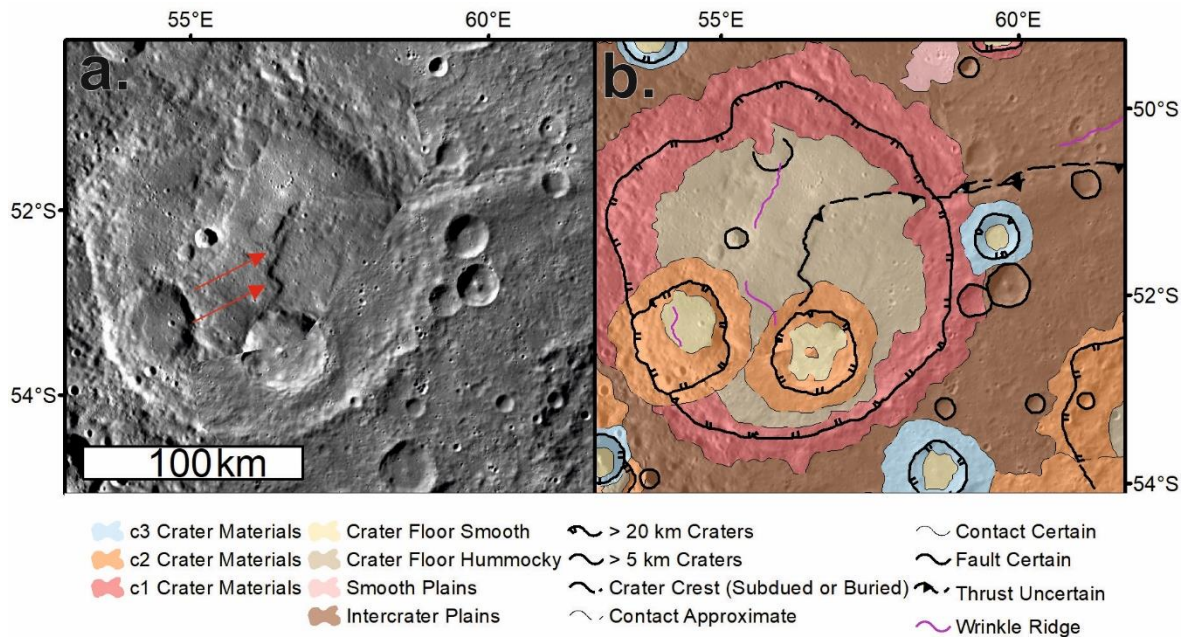 55°E 60°E 55°E 60°E
a. b.
50°S
52°S
52°S
54°S
100km
54°S
c3 Crater Materials Crater Floor Smooth > 20 km Craters Contact Certain
c2 Crater Materials Crater Floor Hummocky > 5 km Craters Fault Certain
c1 Crater Materials Smooth Plains Crater Crest (Subdued or Buried) Thrust Uncertain
Intercrater Plains Contact Approximate Wrinkle Ridge